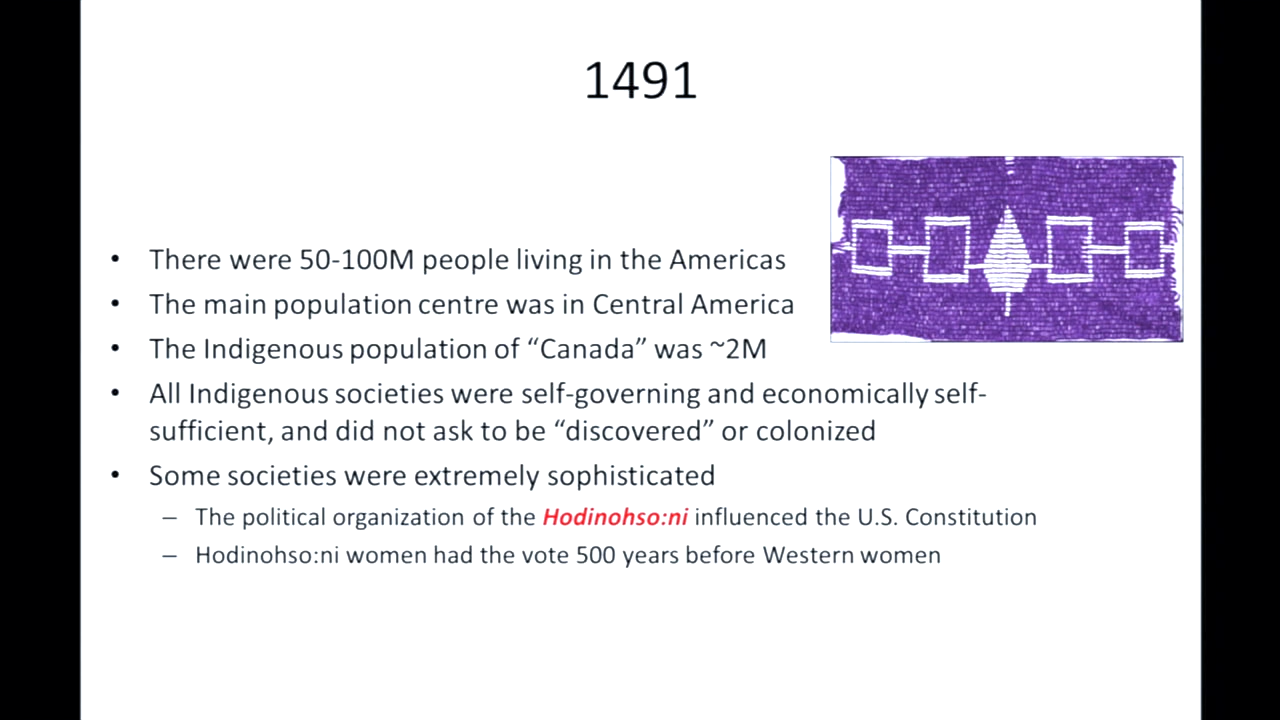 1491
• There were 50-100M people living in the Americas
• The main population centre was in Central America
• The Indigenous population of “Canada” was ~2M
• All Indigenous societies were self-governing and economically self-
sufficient, and did not ask to be “discovered” or colonized
• Some societies were extremely sophisticated
– The political organization of the Hodinohso:ni influenced the U.S. Constitution
– Hodinohso:ni women had the vote 500 years before Western women